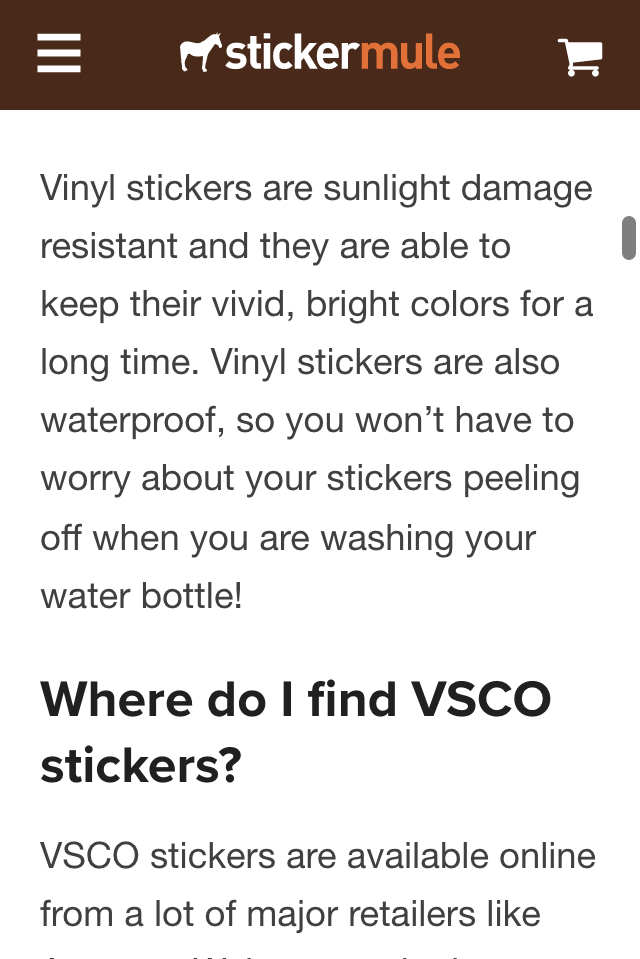 stickermule
Vinyl stickers are sunlight damage
resistant and they are able to
keep their vivid, bright colors for a
long time. Vinyl stickers are also
waterproof, so you won’t have to
worry about your stickers peeling
off when you are washing your
water bottle!
Where do I find VSCO
stickers?
VSCO stickers are available online
from a lot of major retailers like